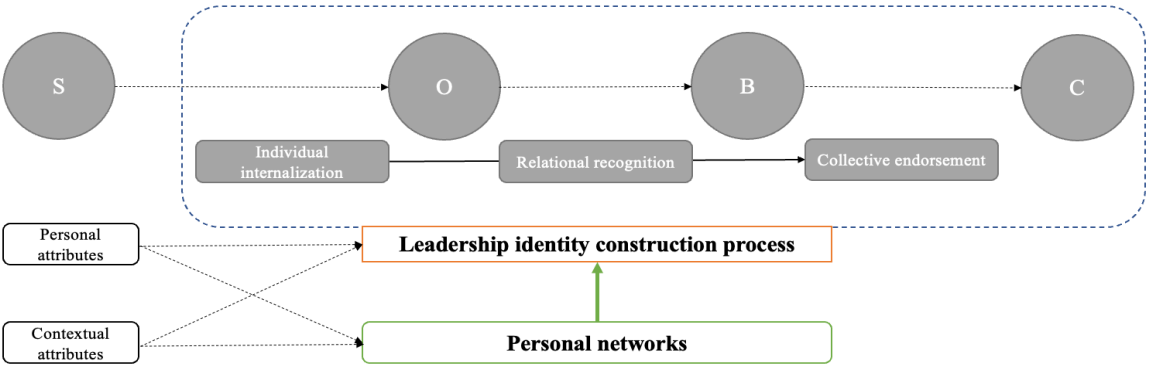 S
O
B
C
Individual
internalization
Relational recognition
Collective endorsement
Personal
attributes
Leadership identity construction process
Contextual
attributes
Personal networks